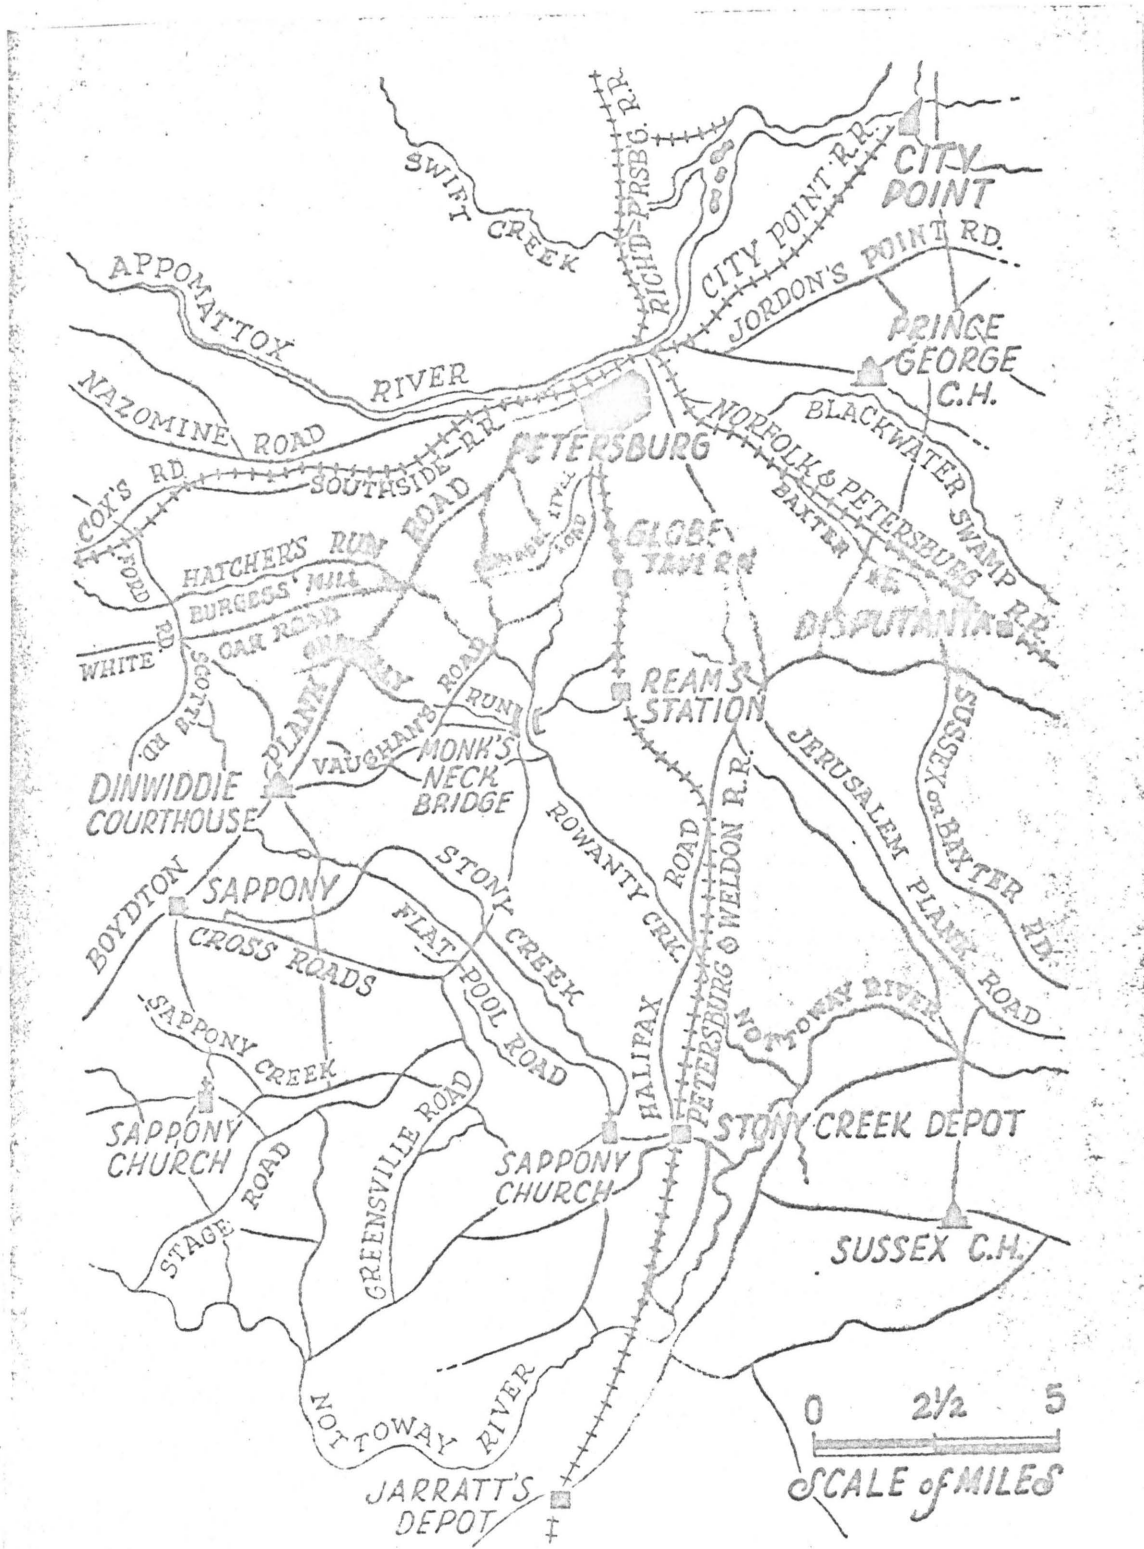 SWIFT CREEK
RICH'D-PRSB'G. R.R.
CITY POINT R.R.
CITY
POINT
JORDON'S POINT RD.
APPOMATTOX
RIVER
PRINCE
GEORGE
C.H.
NAZOMINE ROAD
BLACKWATER SWAMP
NORFOLK & PETERSBURG R.R.
PETERSBURG
SOUTHSIDE R.R.
COX'S RD.
BAXTER RD.
ROAD
GLOBE
TAVERN
FORD RD.
HATCHER'S RUN
BURGESS' MILL
DISPUTANTA
WHITE OAK ROAD
SCOTT'S RD.
RUN
REAMS
STATION
PLANK
VAUGHAN'S ROAD
MONK'S
NECK
BRIDGE
DINWIDDIE
COURTHOUSE
SUSSEX OR BAXTER RD.
JERUSALEM PLANK ROAD
ROWANTY CRK.
HALIFAX ROAD
PETERSBURG & WELDON R.R.
BOYDTON
SAPPONY
CROSS ROADS
STONY CREEK
FLAT POOL ROAD
NOTTOWAY RIVER
SAPPONY CREEK
SAPPONY
CHURCH
GREENSVILLE ROAD
STONY CREEK DEPOT
SAPPONY
CHURCH
STAGE ROAD
SUSSEX C.H.
NOTTOWAY RIVER
0 2½ 5
SCALE of MILES
JARRATT'S
DEPOT